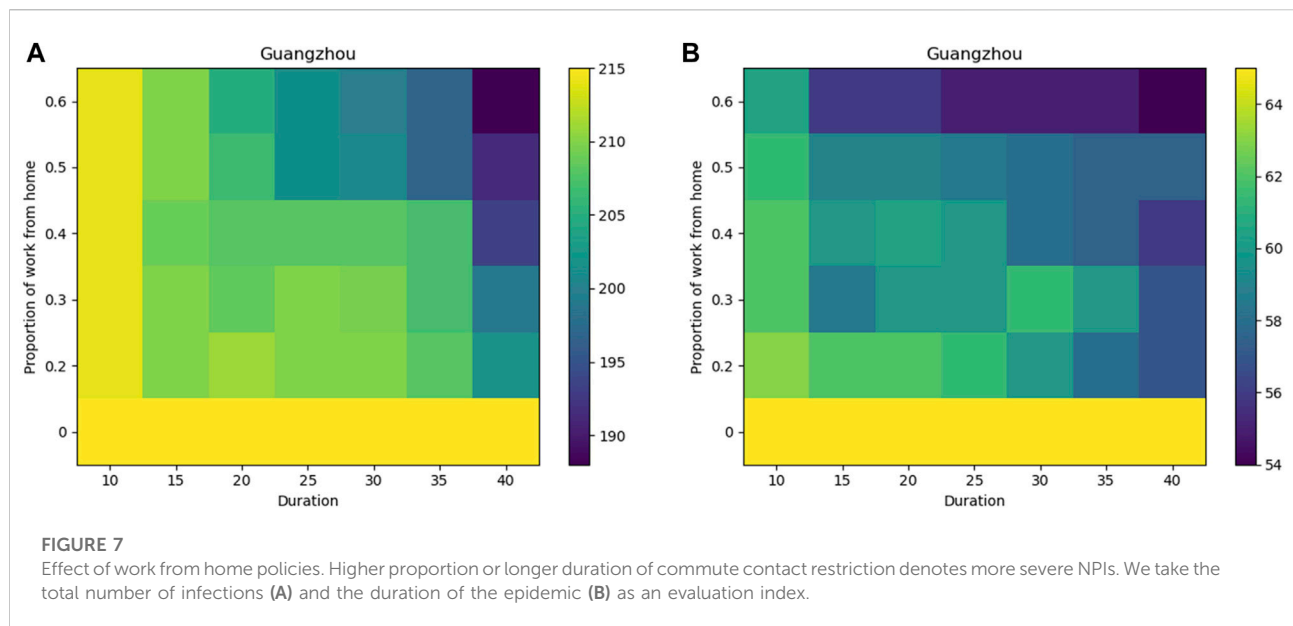 A
Guangzhou
Proportion of work from home
0.6
0.5
0.4
0.3
0.2
0
10 15 20 25 30 35 40
Duration
215
210
205
200
195
190
B
Guangzhou
Proportion of work from home
0.6
0.5
0.4
0.3
0.2
0
10 15 20 25 30 35 40
Duration
64
62
60
58
56
54
FIGURE 7
Effect of work from home policies. Higher proportion or longer duration of commute contact restriction denotes more severe NPIs. We take the
total number of infections (A) and the duration of the epidemic (B) as an evaluation index.